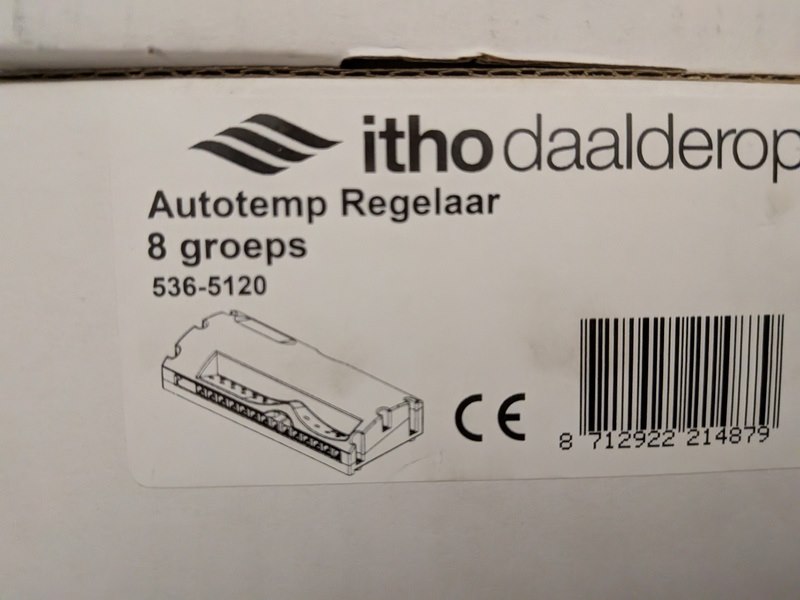 itho daalderop
Autotemp Regelaar
8 groeps
536-5120
CE
8 712922 214879